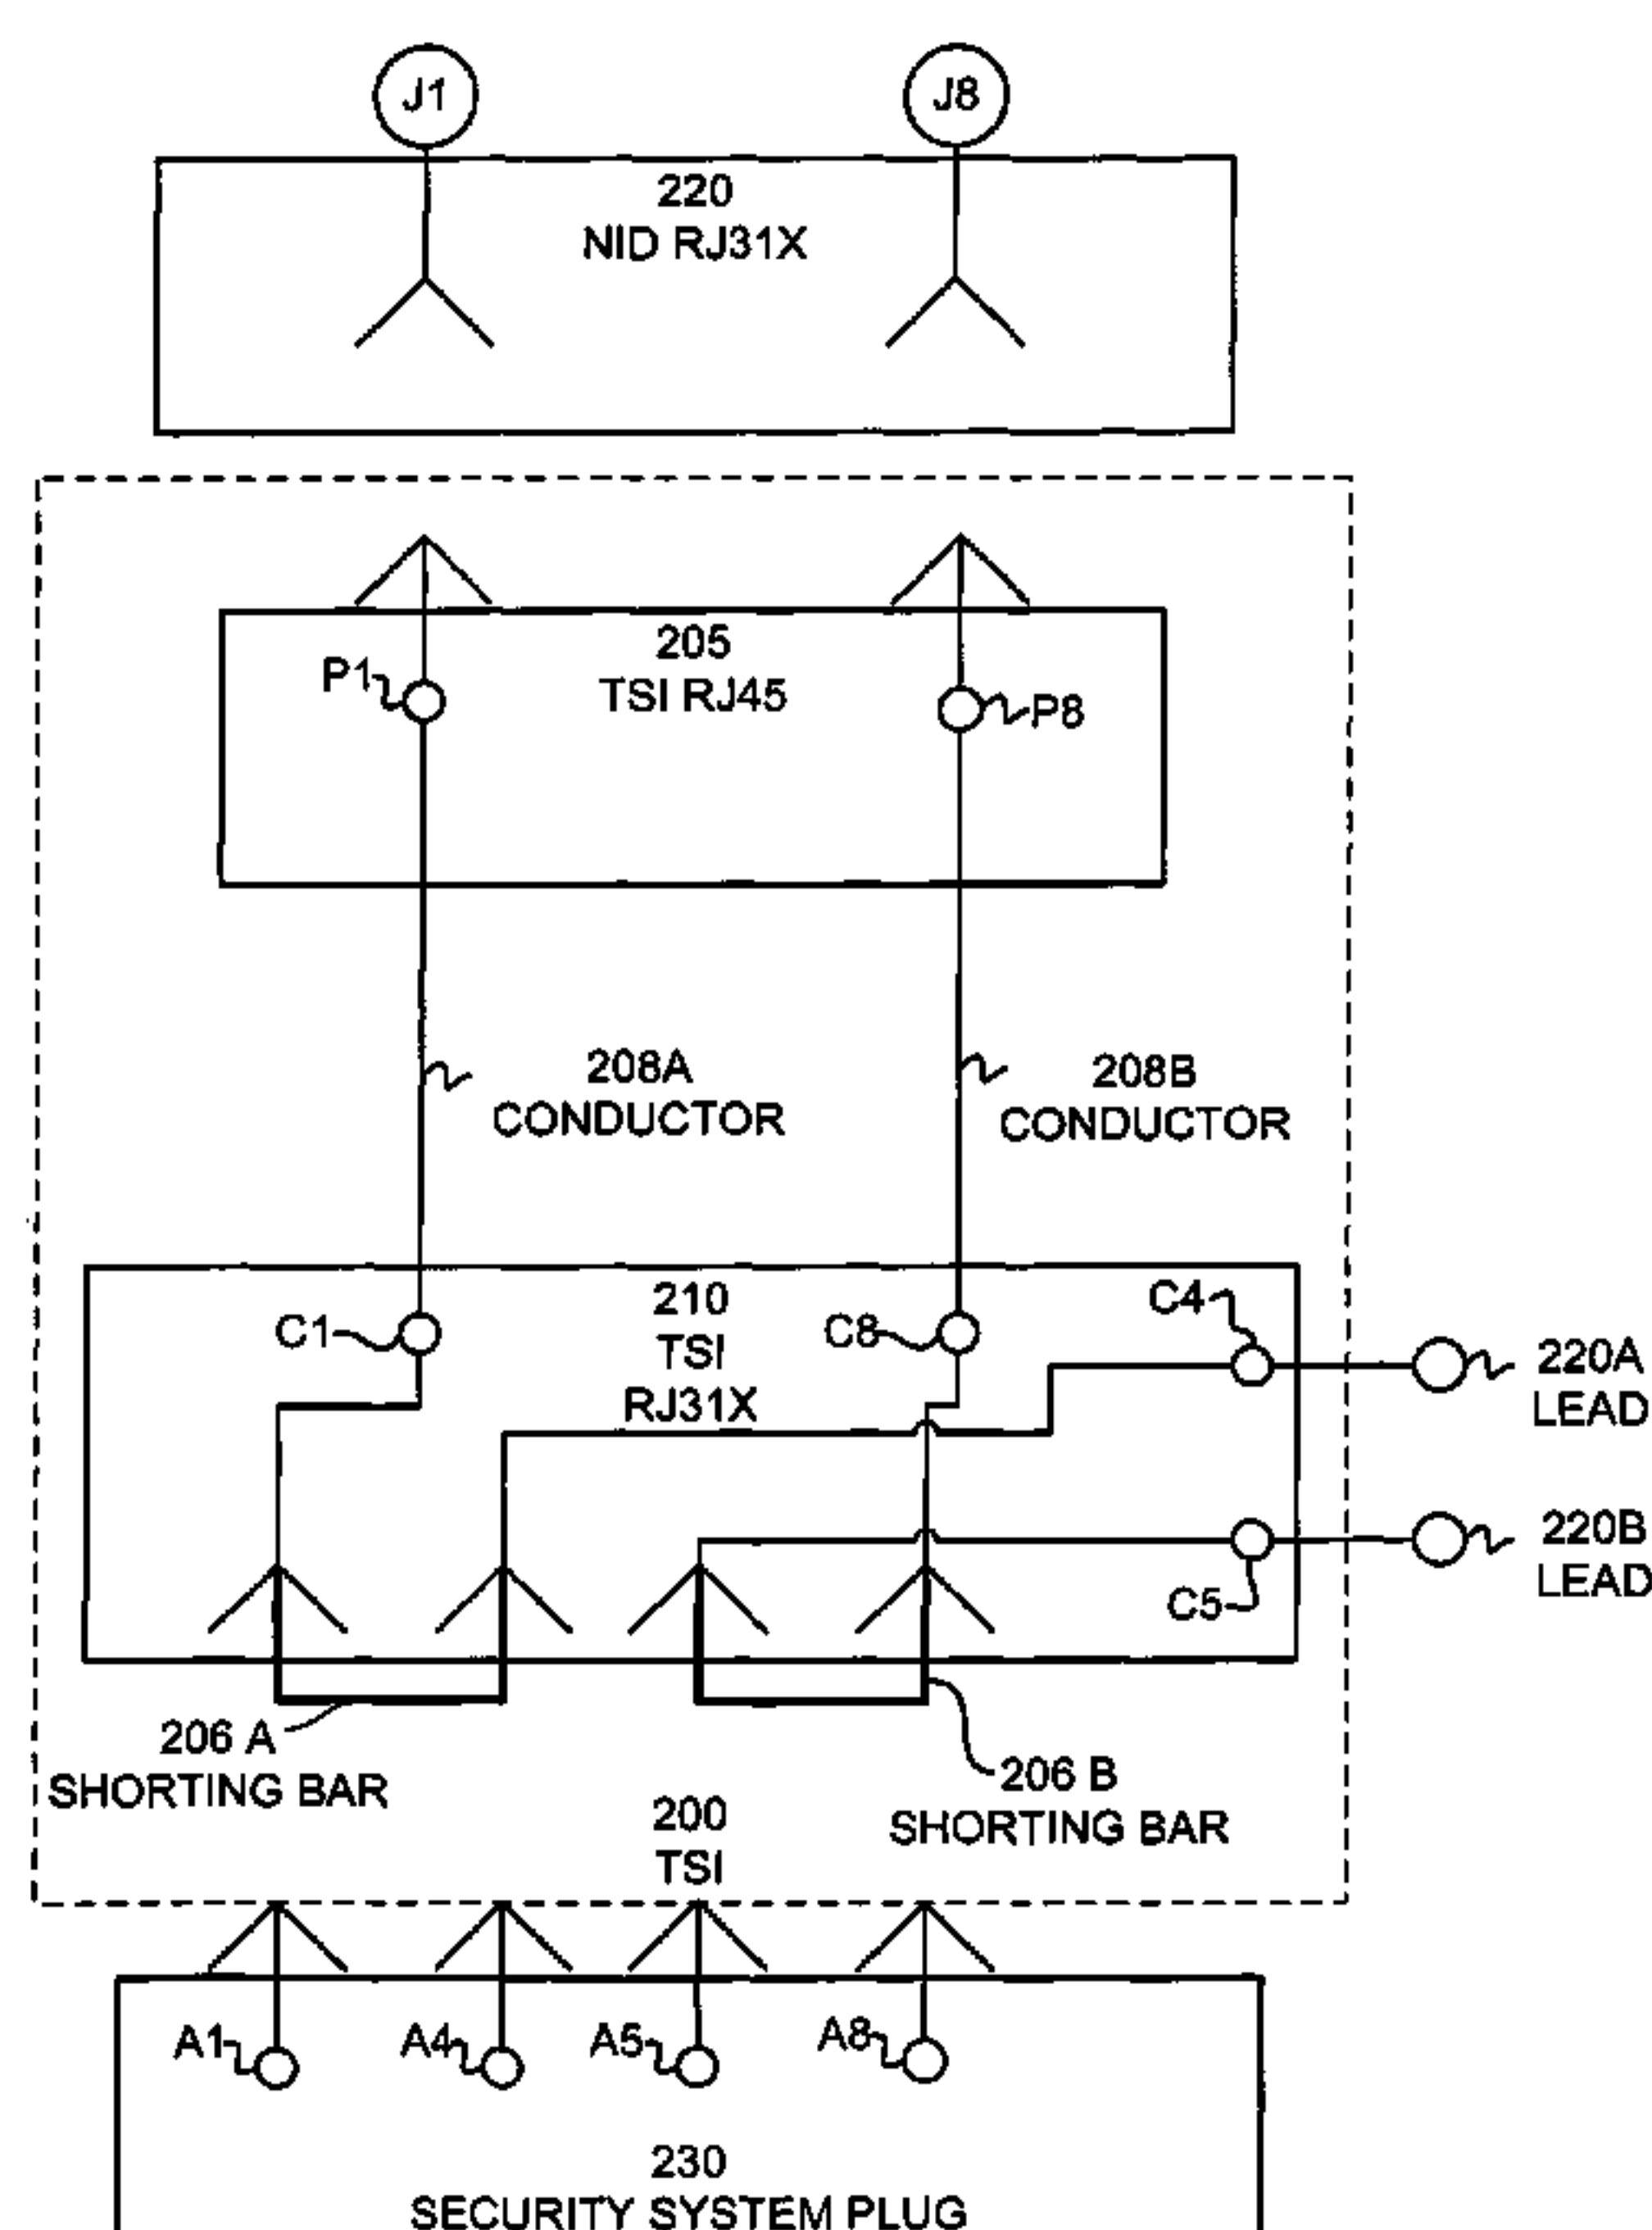 J1
J8
220
NID RJ31X
205
TSI RJ45
P1
P8
208A
CONDUCTOR
208B
CONDUCTOR
210
TSI
RJ31X
C1
C8
C4
220A
LEAD
220B
LEAD
C5
206 A
SHORTING BAR
206 B
SHORTING BAR
200
TSI
A1
A4
A5
A8
230
SECURITY SYSTEM PLUG